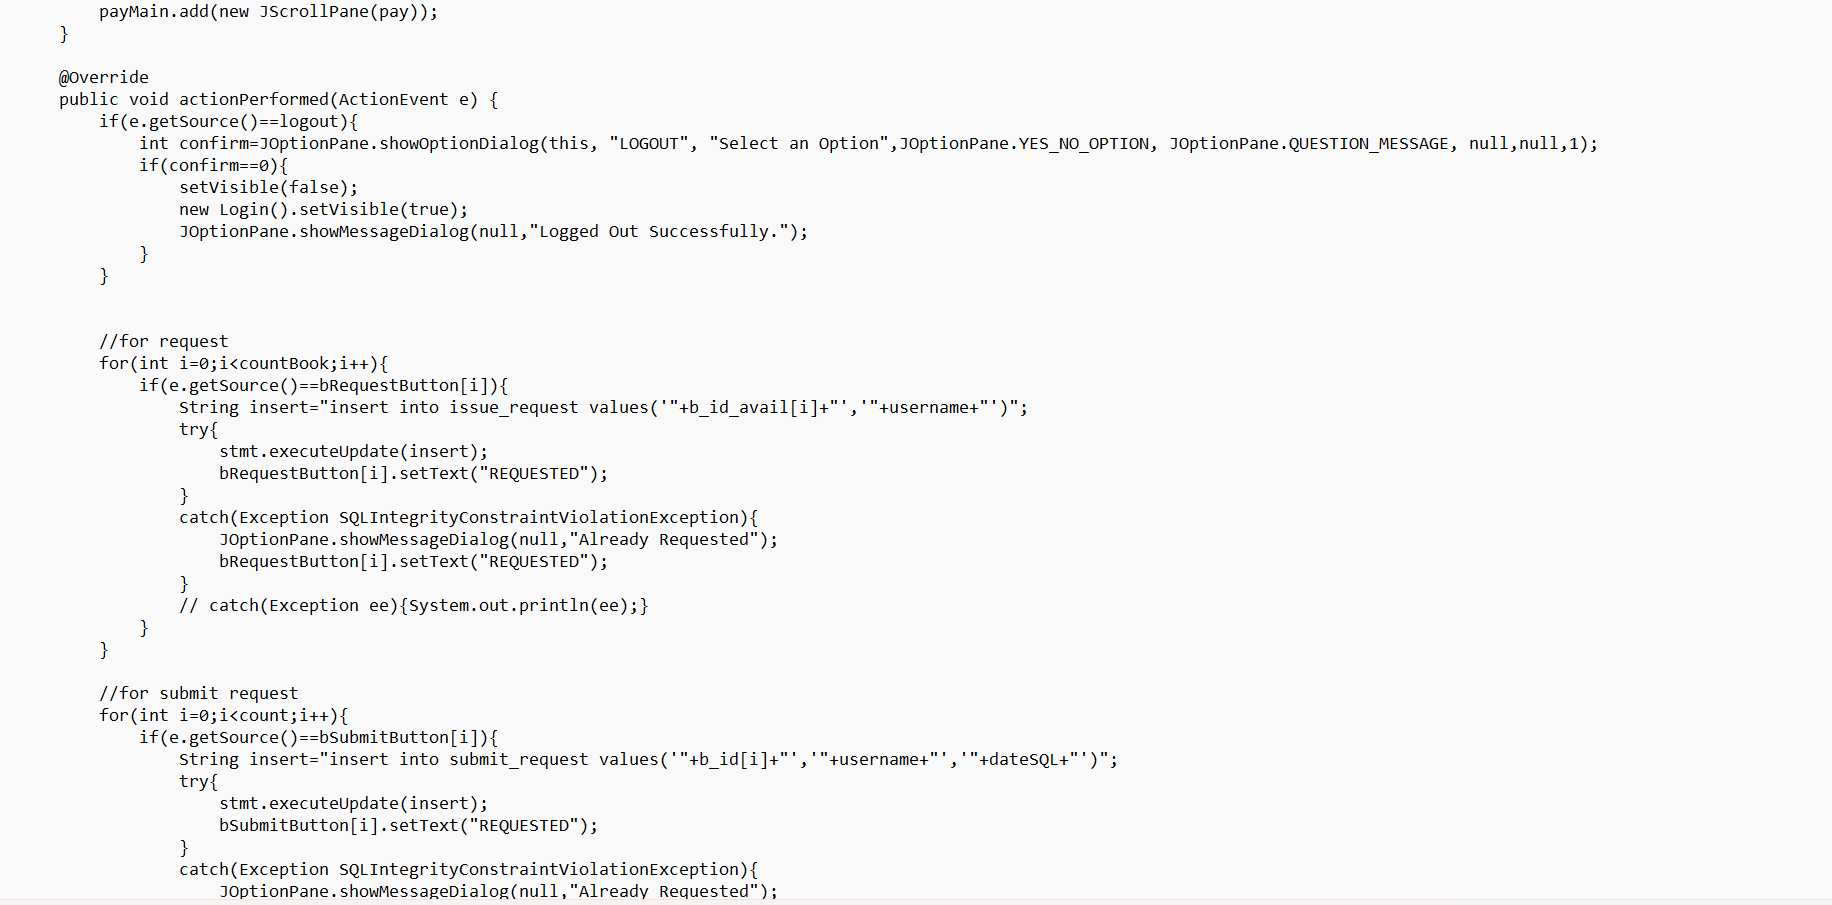 payMain.add(new JScrollPane(pay));
}
@Override
public void actionPerformed(ActionEvent e) {
if(e.getSource()==logout){
int confirm=JOptionPane.showOptionDialog(this, "LOGOUT", "Select an Option",JOptionPane.YES_NO_OPTION, JOptionPane.QUESTION_MESSAGE, null,null,1);
if(confirm==0){
setVisible(false);
new Login().setVisible(true);
JOptionPane.showMessageDialog(null,"Logged Out Successfully.");
}
}
//for request
for(int i=0;i<countBook;i++){
if(e.getSource()==bRequestButton[i]){
String insert="insert into issue_request values('"+b_id_avail[i]+"','"+username+"')";
try{
stmt.executeUpdate(insert);
bRequestButton[i].setText("REQUESTED");
}
catch(Exception SQLIntegrityConstraintViolationException){
JOptionPane.showMessageDialog(null,"Already Requested");
bRequestButton[i].setText("REQUESTED");
}
// catch(Exception ee){System.out.println(ee);}
}
}
//for submit request
for(int i=0;i<count;i++){
if(e.getSource()==bSubmitButton[i]){
String insert="insert into submit_request values('"+b_id[i]+"','"+username+"','"+dateSQL+"')";
try{
stmt.executeUpdate(insert);
bSubmitButton[i].setText("REQUESTED");
}
catch(Exception SQLIntegrityConstraintViolationException){
JOptionPane.showMessageDialog(null,"Already Requested");